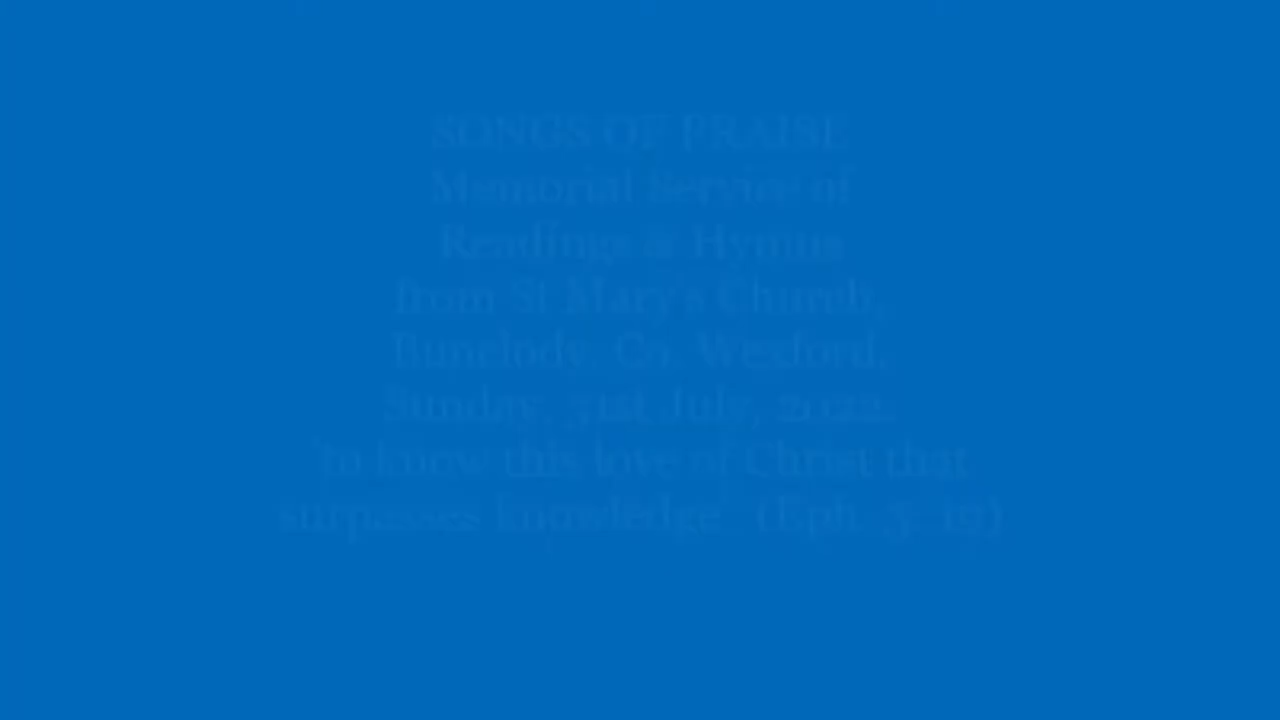 SONGS OF PRAISE
Memorial Service of
Readings & Hymns
from St Mary's Church,
Bunclody, Co. Wexford.
Sunday, 31st July, 2022.
to know this love of Christ that
surpasses knowledge." (Eph. 3. 19)